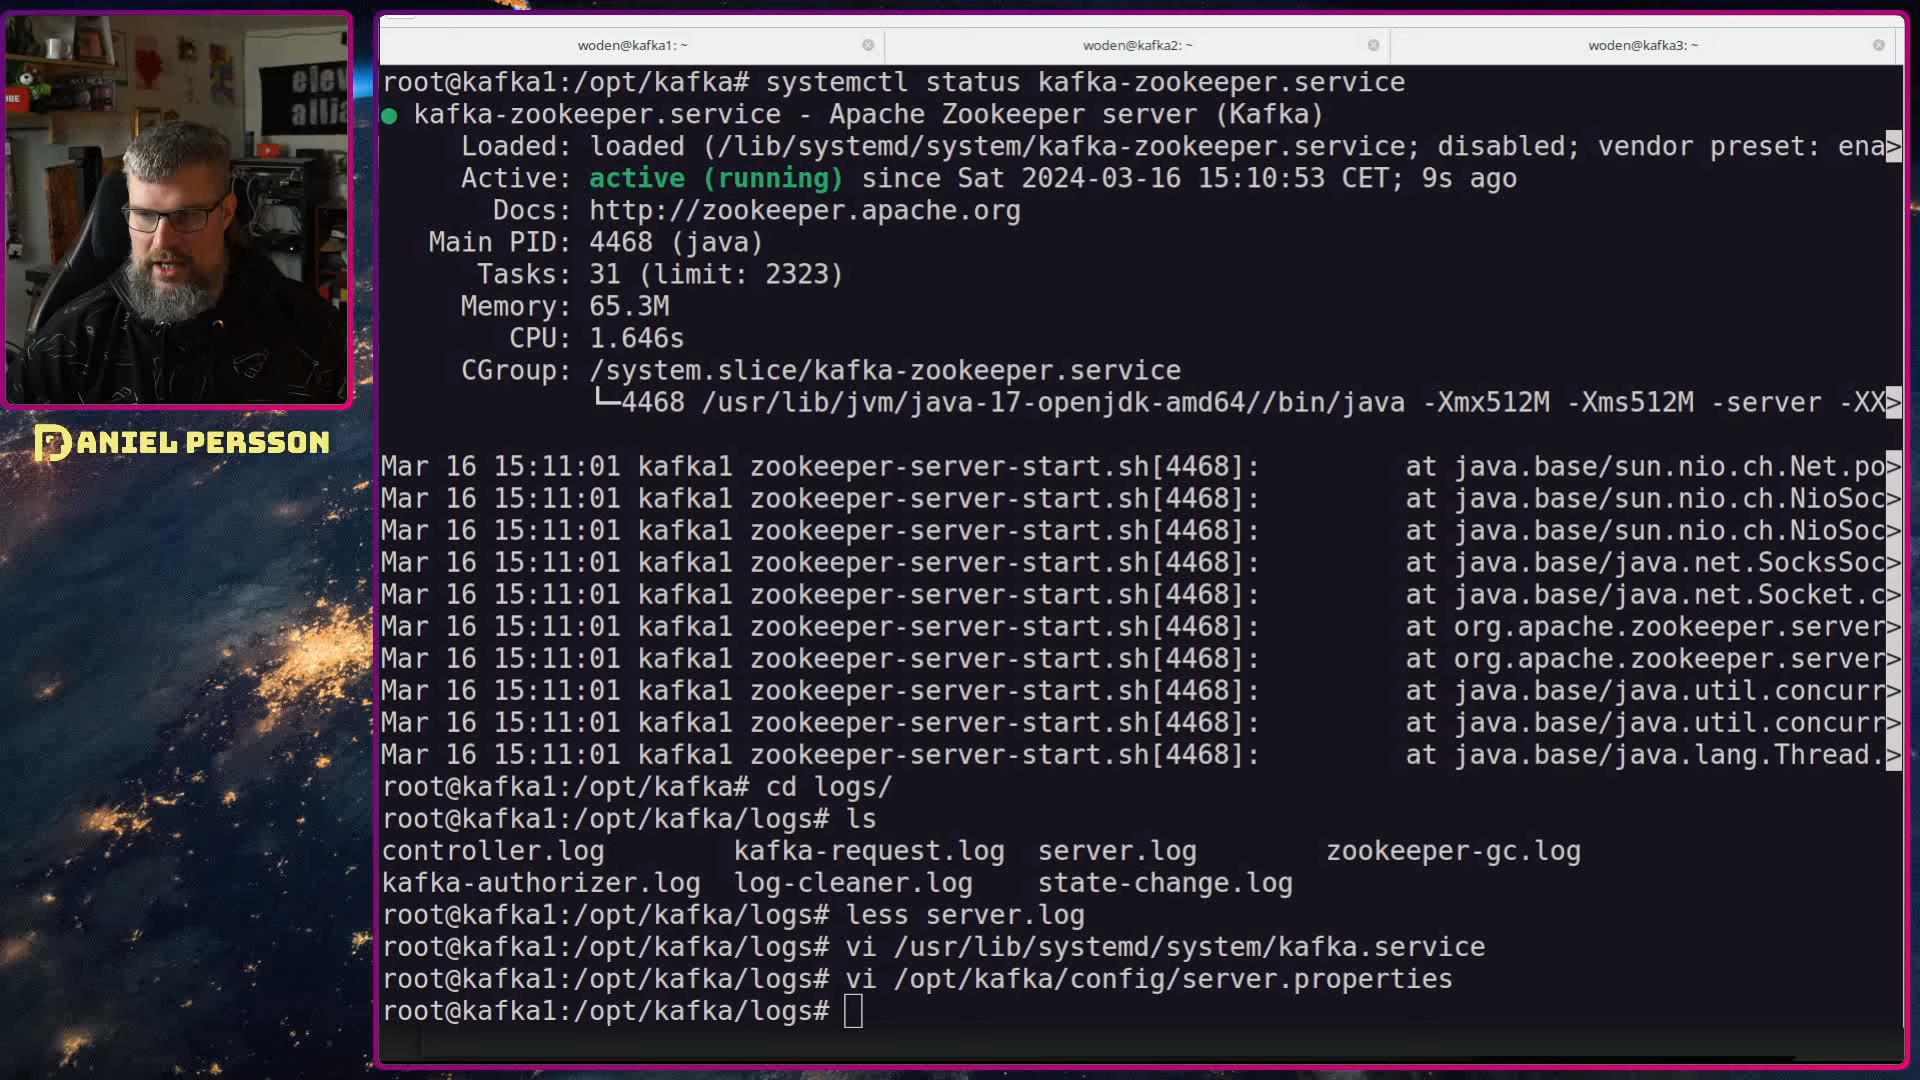 woden@kafka1: ~
woden@kafka2: ~
woden@kafka3: ~
root@kafka1:/opt/kafka# systemctl status kafka-zookeeper.service
● kafka-zookeeper.service - Apache Zookeeper server (Kafka)
Loaded: loaded (/lib/systemd/system/kafka-zookeeper.service; disabled; vendor preset: ena>
Active: active (running) since Sat 2024-03-16 15:10:53 CET; 9s ago
Docs: http://zookeeper.apache.org
Main PID: 4468 (java)
Tasks: 31 (limit: 2323)
Memory: 65.3M
CPU: 1.646s
CGroup: /system.slice/kafka-zookeeper.service
└─4468 /usr/lib/jvm/java-17-openjdk-amd64//bin/java -Xmx512M -Xms512M -server -XX>
Mar 16 15:11:01 kafka1 zookeeper-server-start.sh[4468]: at java.base/sun.nio.ch.Net.po>
Mar 16 15:11:01 kafka1 zookeeper-server-start.sh[4468]: at java.base/sun.nio.ch.NioSoc>
Mar 16 15:11:01 kafka1 zookeeper-server-start.sh[4468]: at java.base/sun.nio.ch.NioSoc>
Mar 16 15:11:01 kafka1 zookeeper-server-start.sh[4468]: at java.base/java.net.SocksSoc>
Mar 16 15:11:01 kafka1 zookeeper-server-start.sh[4468]: at java.base/java.net.Socket.c>
Mar 16 15:11:01 kafka1 zookeeper-server-start.sh[4468]: at org.apache.zookeeper.server>
Mar 16 15:11:01 kafka1 zookeeper-server-start.sh[4468]: at org.apache.zookeeper.server>
Mar 16 15:11:01 kafka1 zookeeper-server-start.sh[4468]: at java.base/java.util.concurr>
Mar 16 15:11:01 kafka1 zookeeper-server-start.sh[4468]: at java.base/java.util.concurr>
Mar 16 15:11:01 kafka1 zookeeper-server-start.sh[4468]: at java.base/java.lang.Thread.>
root@kafka1:/opt/kafka# cd logs/
root@kafka1:/opt/kafka/logs# ls
controller.log kafka-request.log server.log zookeeper-gc.log
kafka-authorizer.log log-cleaner.log state-change.log
root@kafka1:/opt/kafka/logs# less server.log
root@kafka1:/opt/kafka/logs# vi /usr/lib/systemd/system/kafka.service
root@kafka1:/opt/kafka/logs# vi /opt/kafka/config/server.properties
root@kafka1:/opt/kafka/logs#
DANIEL PERSSON
elev
allia